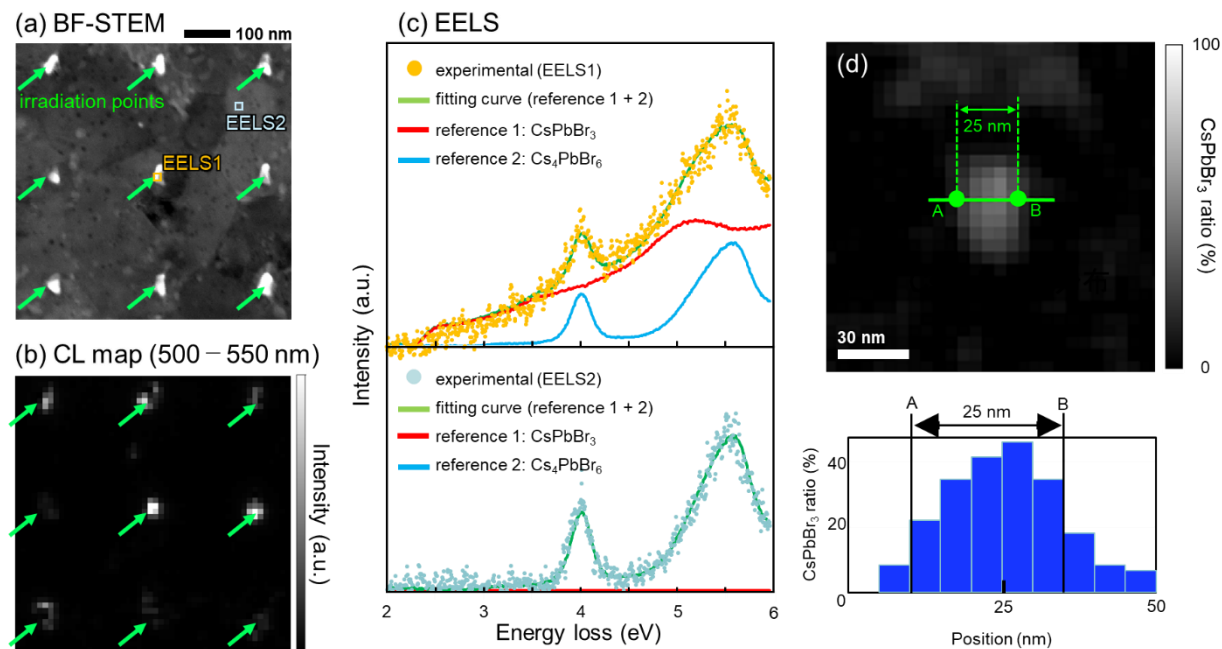 (a) BF-STEM
100 nm
irradiation points
EELS2
EELS1
(b) CL map (500 – 550 nm)
Intensity (a.u.)
(c) EELS
experimental (EELS1)
fitting curve (reference 1 + 2)
reference 1: CsPbBr₃
reference 2: Cs₄PbBr₆
experimental (EELS2)
fitting curve (reference 1 + 2)
reference 1: CsPbBr₃
reference 2: Cs₄PbBr₆
Intensity (a.u.)
2 3 4 5 6
Energy loss (eV)
(d)
25 nm
A B
布
30 nm
100
0
CsPbBr₃ ratio (%)
A B
25 nm
40
20
0 25 50
CsPbBr₃ ratio (%)
Position (nm)